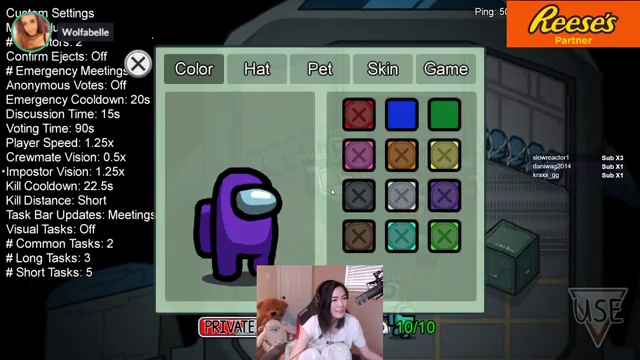 Custom Settings
Wolfabelle
Confirm Ejects: Off
# Emergency Meetings
Anonymous Votes: Off
Emergency Cooldown: 20s
Discussion Time: 15s
Voting Time: 90s
Player Speed: 1.25x
Crewmate Vision: 0.5x
Impostor Vision: 1.25x
Kill Cooldown: 22.5s
Kill Distance: Short
Task Bar Updates: Meetings
Visual Tasks: Off
# Common Tasks: 2
# Long Tasks: 3
# Short Tasks: 5
Color Hat Pet Skin Game
Ping: 50
Reese's
Partner
slowreactor1 Sub X3
daniwag2014 Sub X1
kraxx_gg Sub X1
PRIVATE
10/10
USE